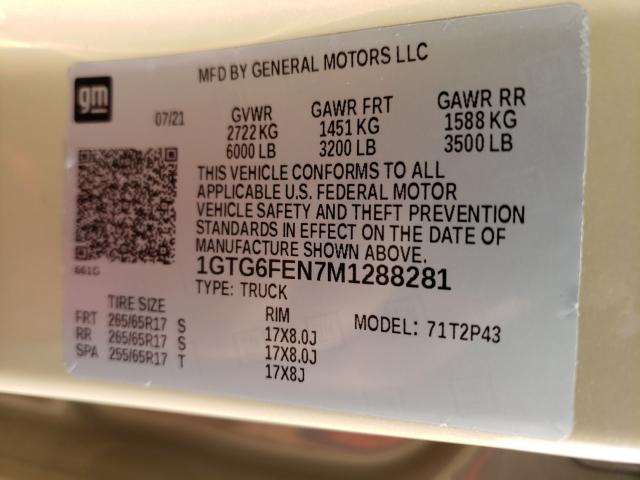 MFD BY GENERAL MOTORS LLC
gm
07/21 GVWR GAWR FRT GAWR RR
2722 KG 1451 KG 1588 KG
6000 LB 3200 LB 3500 LB
THIS VEHICLE CONFORMS TO ALL
APPLICABLE U.S. FEDERAL MOTOR
VEHICLE SAFETY AND THEFT PREVENTION
STANDARDS IN EFFECT ON THE DATE OF
MANUFACTURE SHOWN ABOVE.
661G
1GTG6FEN7M1288281
TYPE: TRUCK
TIRE SIZE RIM MODEL: 71T2P43
FRT 265/65R17 S 17X8.0J
RR 265/65R17 S 17X8.0J
SPA 255/65R17 T 17X8J